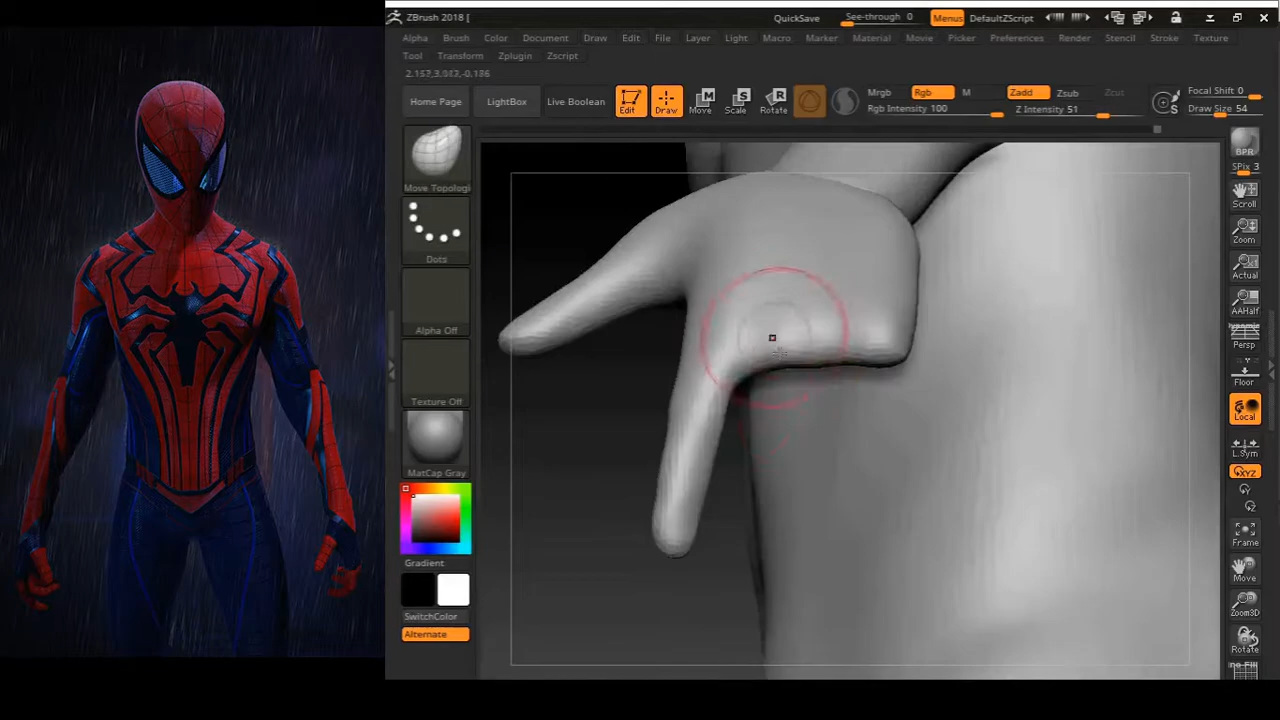 ZBrush 2018 [
QuickSave
See-through 0
Menus
DefaultZScript
Alpha Brush Color Document Draw Edit File Layer Light Macro Marker Material Movie Picker Preferences Render Stencil Stroke Texture
Tool Transform Zplugin Zscript
Home Page
LightBox
Live Boolean
Edit
Draw
Move
Scale
Rotate
Mrgb Rgb M Zadd Zsub Zcut
Rgb Intensity 100
Z Intensity 51
Focal Shift 0
Draw Size 54
Move Topologi
Dots
Alpha Off
Texture Off
MatCap Gray
Gradient
SwitchColor
Alternate
BPR
SPix 3
Scroll
Zoom
Actual
AAHalf
Dynamic
Persp
Floor
Local
L.Sym
XYZ
Y
Z
Frame
Move
Zoom3D
Rotate